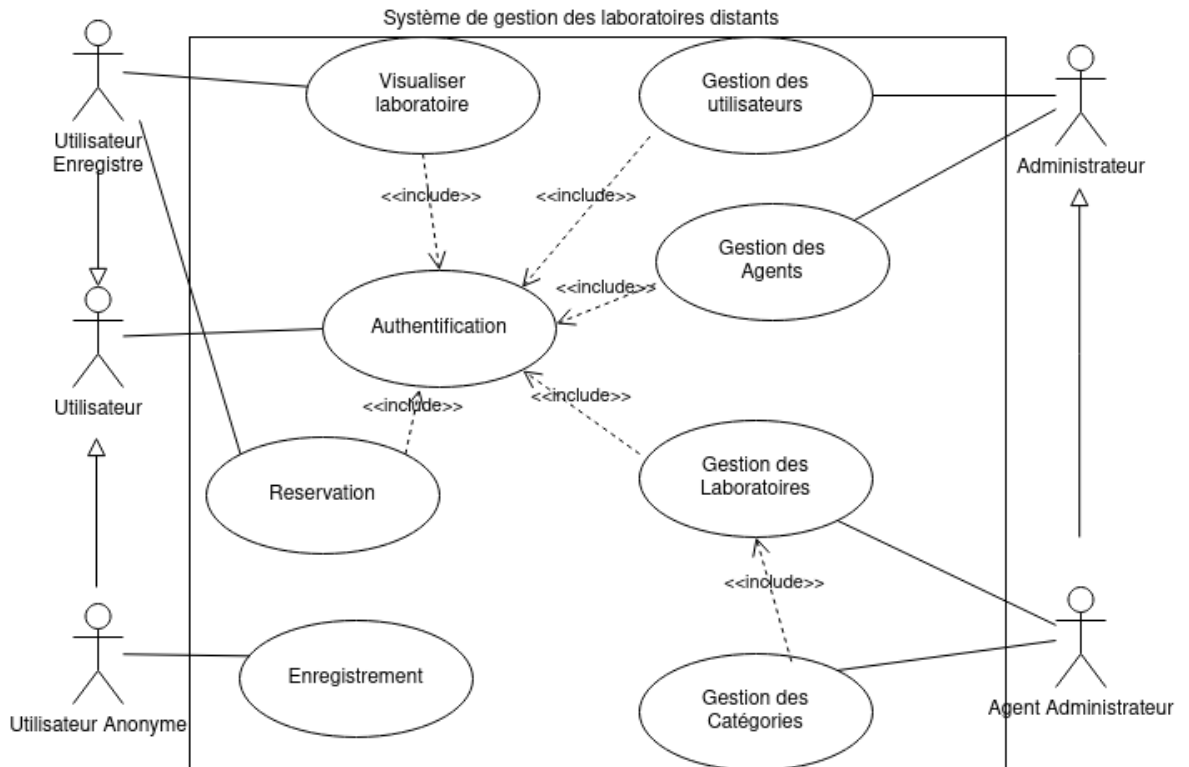 Système de gestion des laboratoires distants
Visualiser
laboratoire
Gestion des
utilisateurs
Utilisateur
Enregistre
Administrateur
<<include>>
<<include>>
Gestion des
Agents
<<include>>
Authentification
Utilisateur
<<include>>
<<include>>
Gestion des
Laboratoires
Reservation
<<include>>
Enregistrement
Gestion des
Catégories
Utilisateur Anonyme
Agent Administrateur